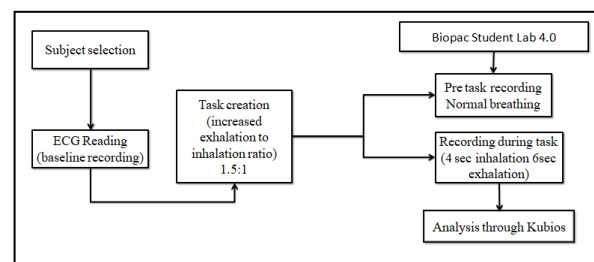 Subject selection
ECG Reading
(baseline recording)
Task creation
(increased
exhalation to
inhalation ratio)
1.5:1
Biopac Student Lab 4.0
Pre task recording
Normal breathing
Recording during task
(4 sec inhalation 6sec
exhalation)
Analysis through Kubios